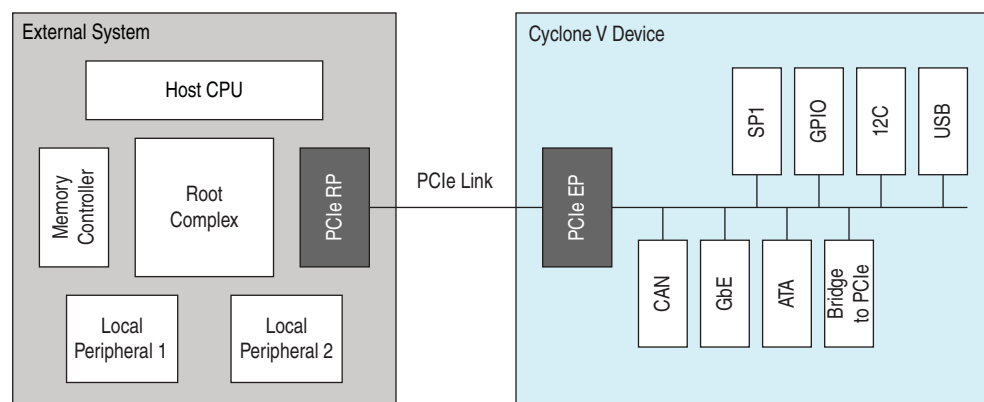 External System
Host CPU
Memory
Controller
Root
Complex
PCIe RP
Local
Peripheral 1
Local
Peripheral 2
PCIe Link
Cyclone V Device
PCIe EP
SP1
GPIO
12C
USB
CAN
GbE
ATA
Bridge
to PCIe